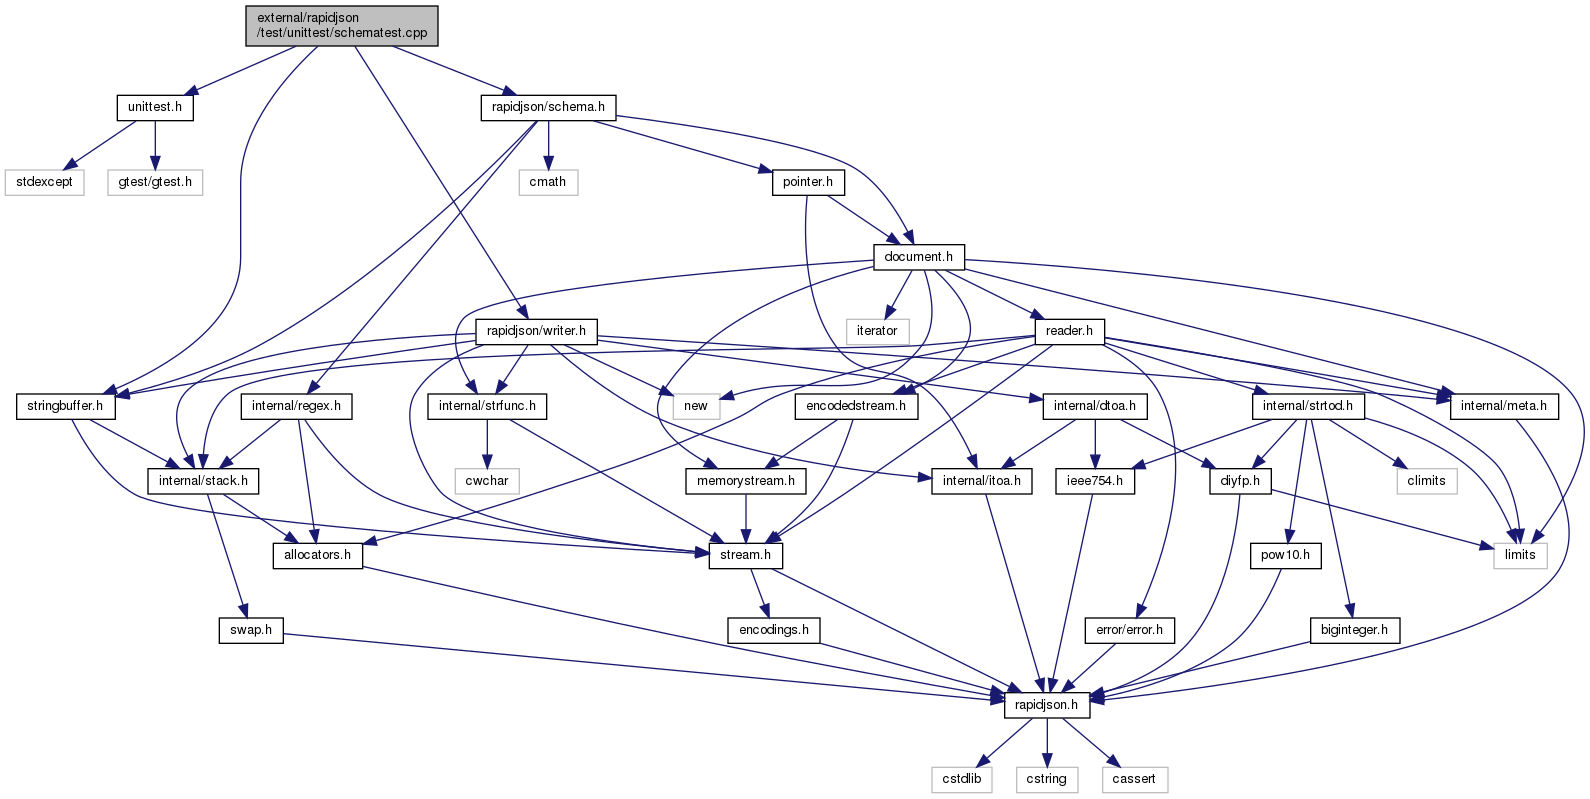 external/rapidjson
/test/unittest/schematest.cpp
unittest.h
rapidjson/schema.h
stdexcept
gtest/gtest.h
cmath
pointer.h
document.h
rapidjson/writer.h
iterator
reader.h
stringbuffer.h
internal/regex.h
internal/strfunc.h
new
encodedstream.h
internal/dtoa.h
internal/strtod.h
internal/meta.h
internal/stack.h
cwchar
memorystream.h
internal/itoa.h
ieee754.h
diyfp.h
climits
allocators.h
stream.h
pow10.h
limits
swap.h
encodings.h
error/error.h
biginteger.h
rapidjson.h
cstdlib
cstring
cassert